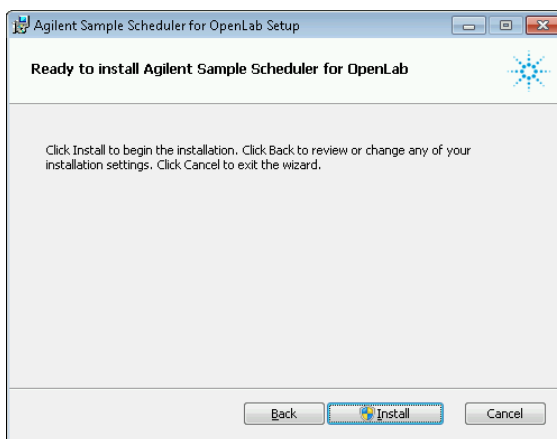 Agilent Sample Scheduler for OpenLab Setup
Ready to install Agilent Sample Scheduler for OpenLab
Click Install to begin the installation. Click Back to review or change any of your
installation settings. Click Cancel to exit the wizard.
Back
Install
Cancel